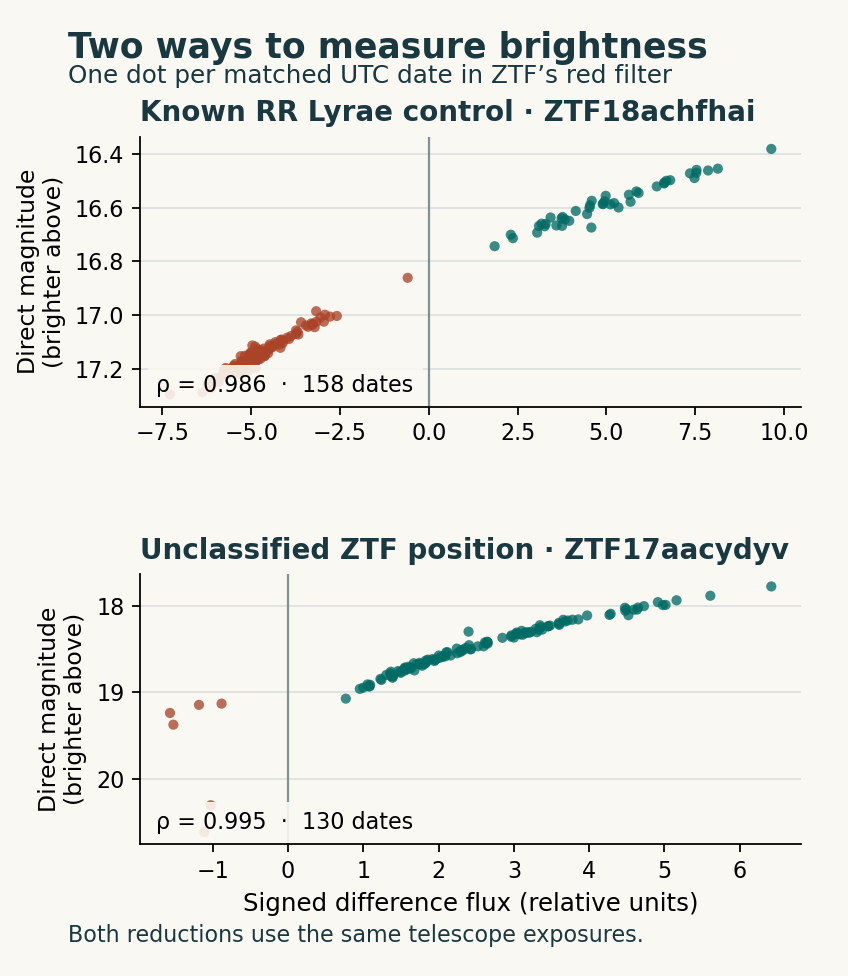 Two ways to measure brightness
One dot per matched UTC date in ZTF’s red filter
Known RR Lyrae control · ZTF18achfhai
Direct magnitude
(brighter above)
16.4
16.6
16.8
17.0
17.2
ρ = 0.986 · 158 dates
−7.5 −5.0 −2.5 0.0 2.5 5.0 7.5 10.0
Unclassified ZTF position · ZTF17aacydyv
Direct magnitude
(brighter above)
18
19
20
ρ = 0.995 · 130 dates
−1 0 1 2 3 4 5 6
Signed difference flux (relative units)
Both reductions use the same telescope exposures.